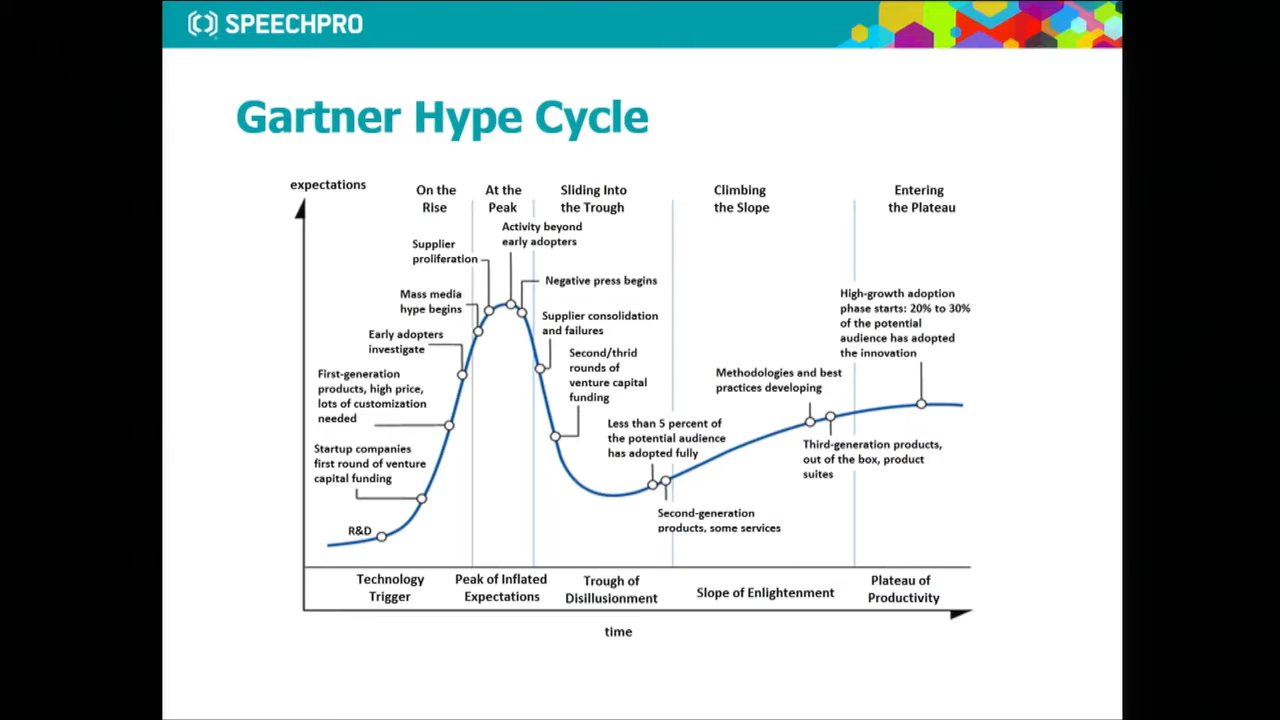 SPEECHPRO
Gartner Hype Cycle
expectations
On the
Rise
At the
Peak
Sliding Into
the Trough
Climbing
the Slope
Entering
the Plateau
Activity beyond
early adopters
Supplier
proliferation
Negative press begins
Mass media
hype begins
Supplier consolidation
and failures
Early adopters
investigate
Second/thrid
rounds of
venture capital
funding
High-growth adoption
phase starts: 20% to 30%
of the potential
audience has adopted
the innovation
First-generation
products, high price,
lots of customization
needed
Methodologies and best
practices developing
Less than 5 percent of
the potential audience
has adopted fully
Startup companies
first round of venture
capital funding
Third-generation products,
out of the box, product
suites
Second-generation
products, some services
R&D
Technology
Trigger
Peak of Inflated
Expectations
Trough of
Disillusionment
Slope of Enlightenment
Plateau of
Productivity
time